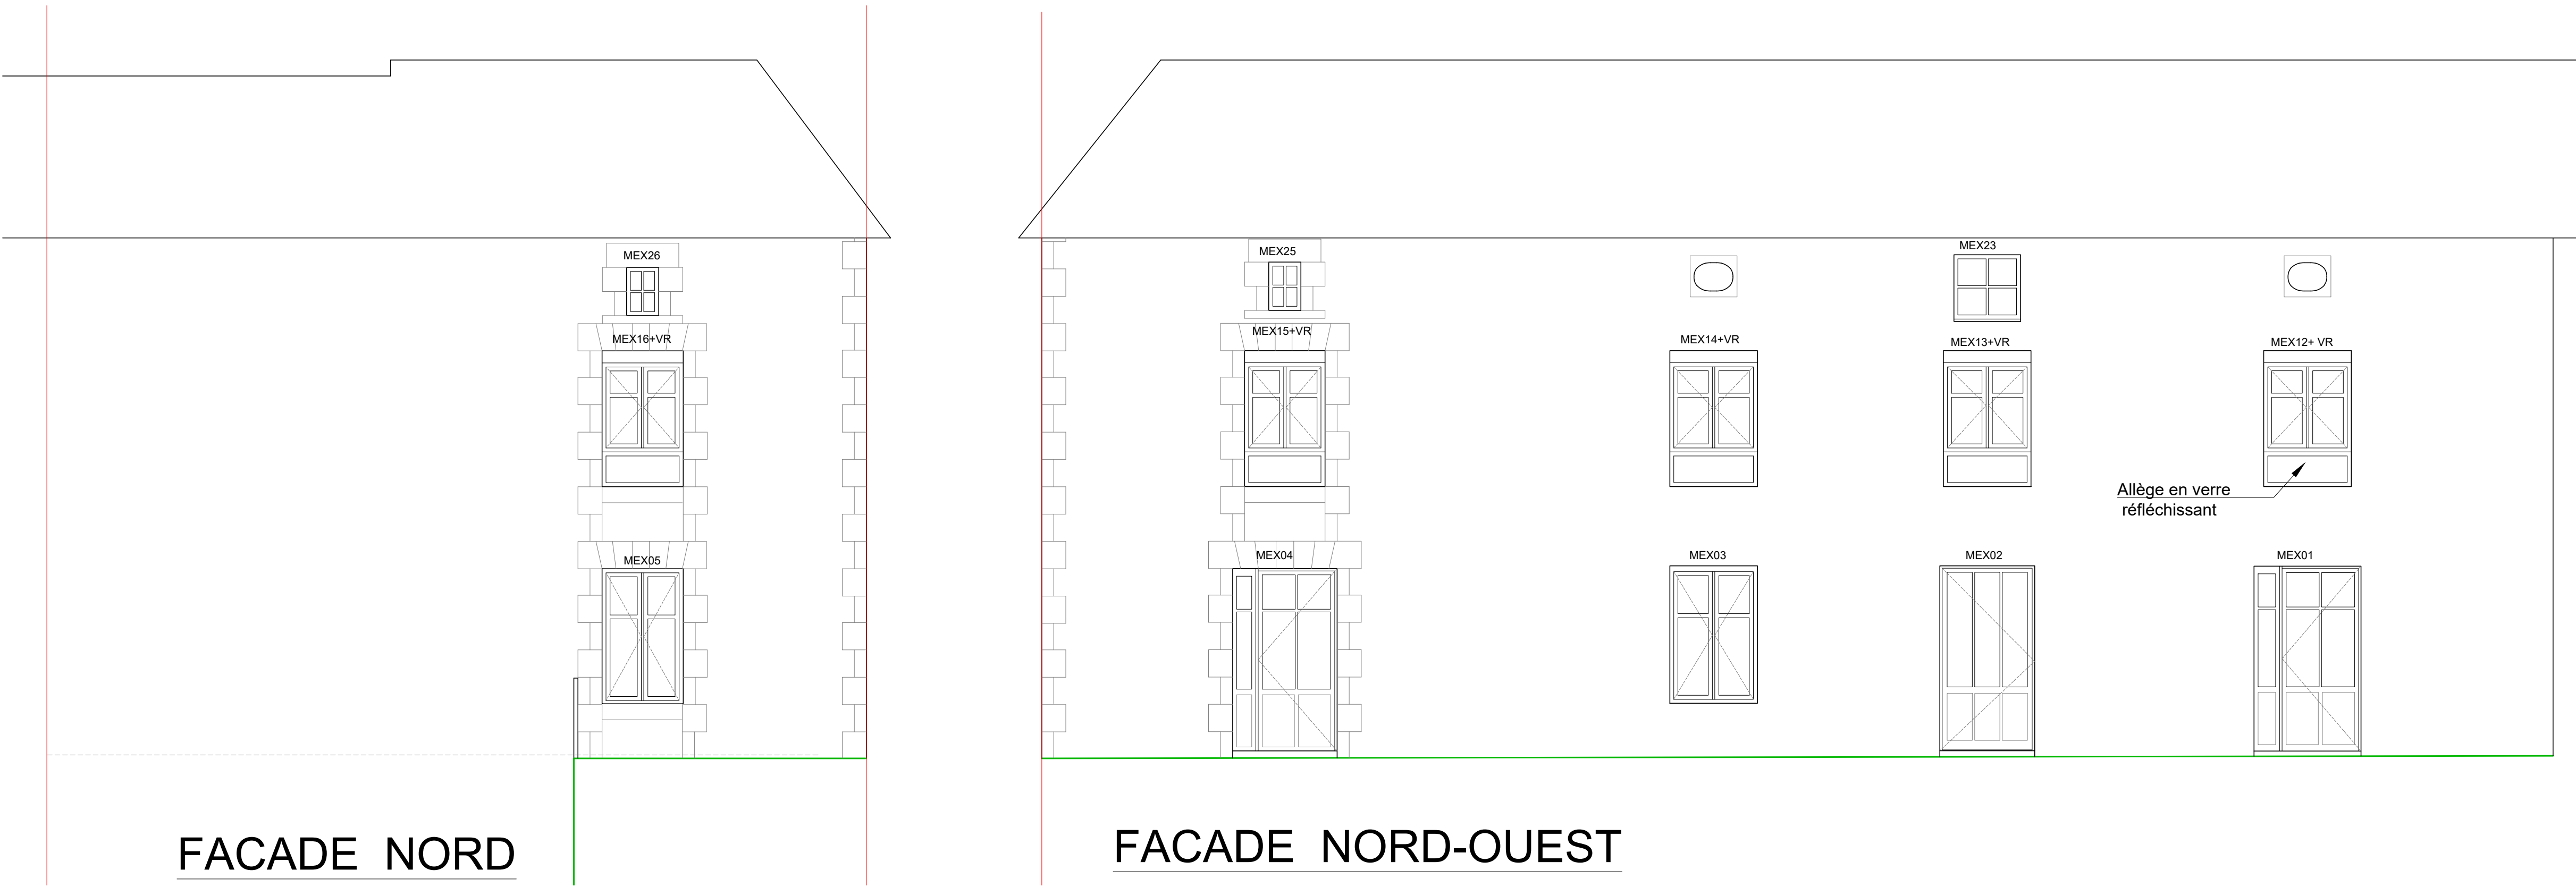 MEX26
MEX16+VR
MEX05
FACADE NORD
MEX25
MEX23
MEX15+VR
MEX14+VR
MEX13+VR
MEX12+ VR
Allège en verre
réfléchissant
MEX04
MEX03
MEX02
MEX01
FACADE NORD-OUEST